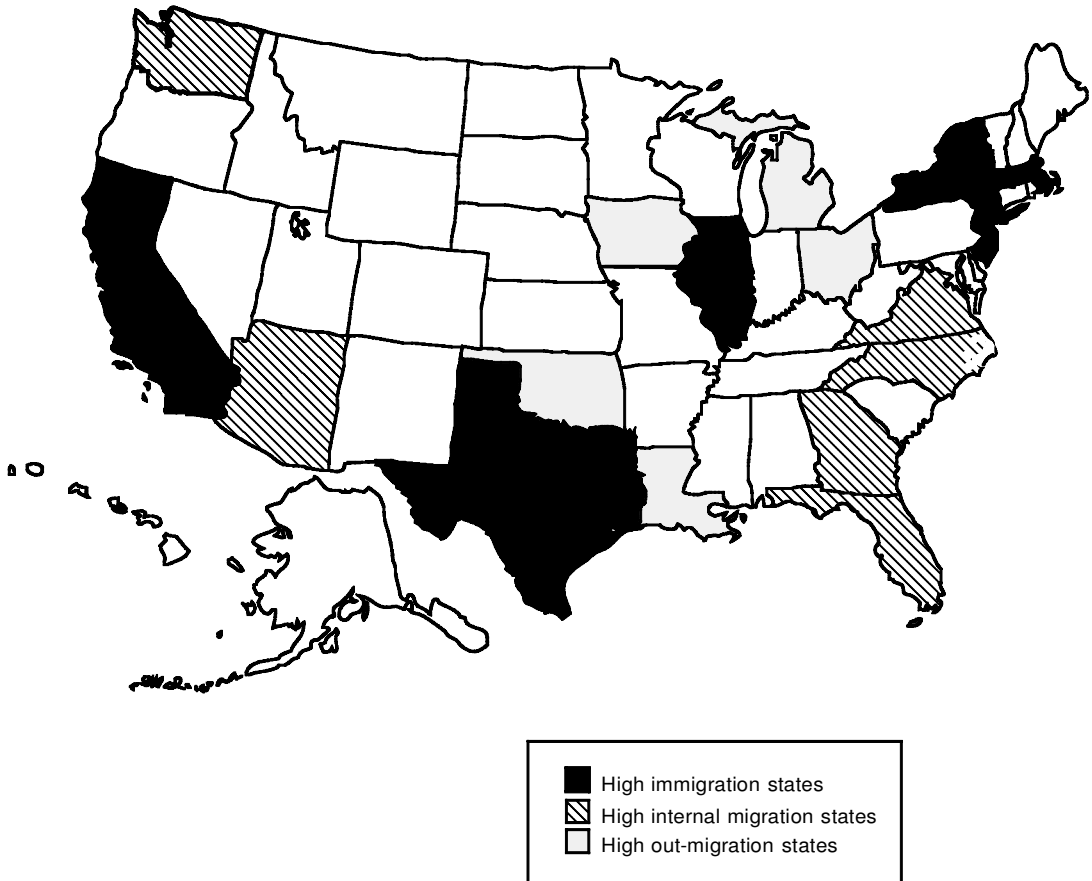 High immigration states
High internal migration states
High out-migration states